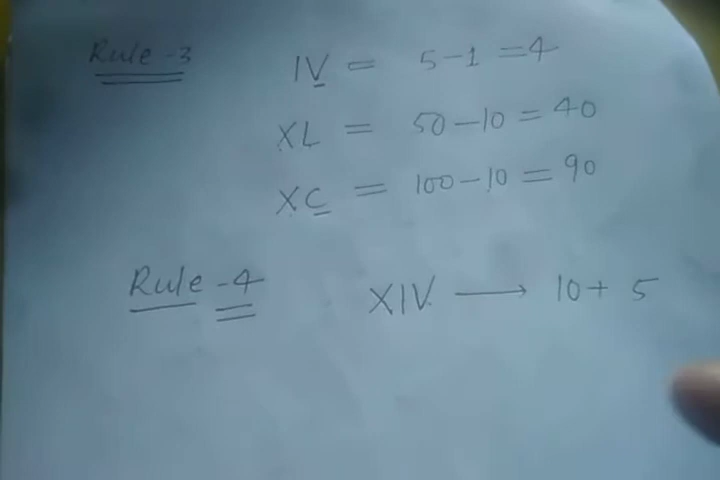 Rule-3 IV = 5-1=4
XL = 50-10=40
XC = 100-10=90
Rule-4 XIV ⟶ 10+ 5